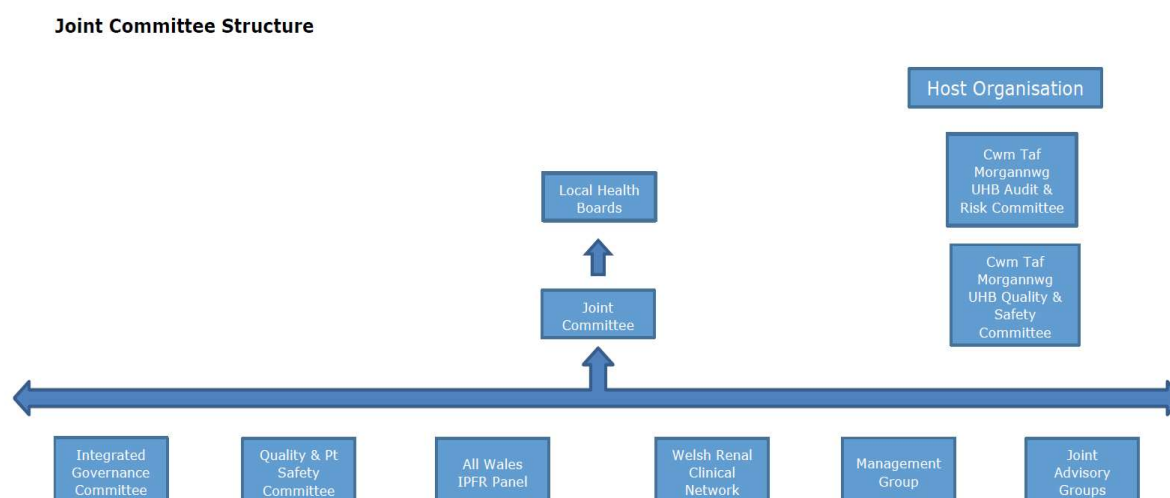 Joint Committee Structure
Host Organisation
Cwm Taf
Morgannwg
UHB Audit &
Risk Committee
Local Health
Boards
Cwm Taf
Morgannwg
UHB Quality &
Safety
Committee
Joint
Committee
Integrated
Governance
Committee
Quality & Pt
Safety
Committee
All Wales
IPFR Panel
Welsh Renal
Clinical
Network
Management
Group
Joint
Advisory
Groups